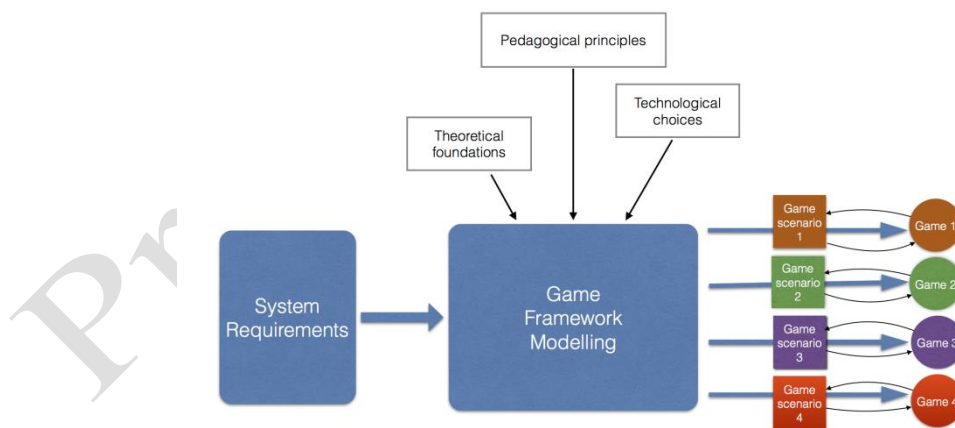 Pedagogical principles
Technological
choices
Theoretical
foundations
System
Requirements
Game
Framework
Modelling
Game
scenario
1
Game 1
Game
scenario
2
Game 2
Game
scenario
3
Game 3
Game
scenario
4
Game 4
Pr